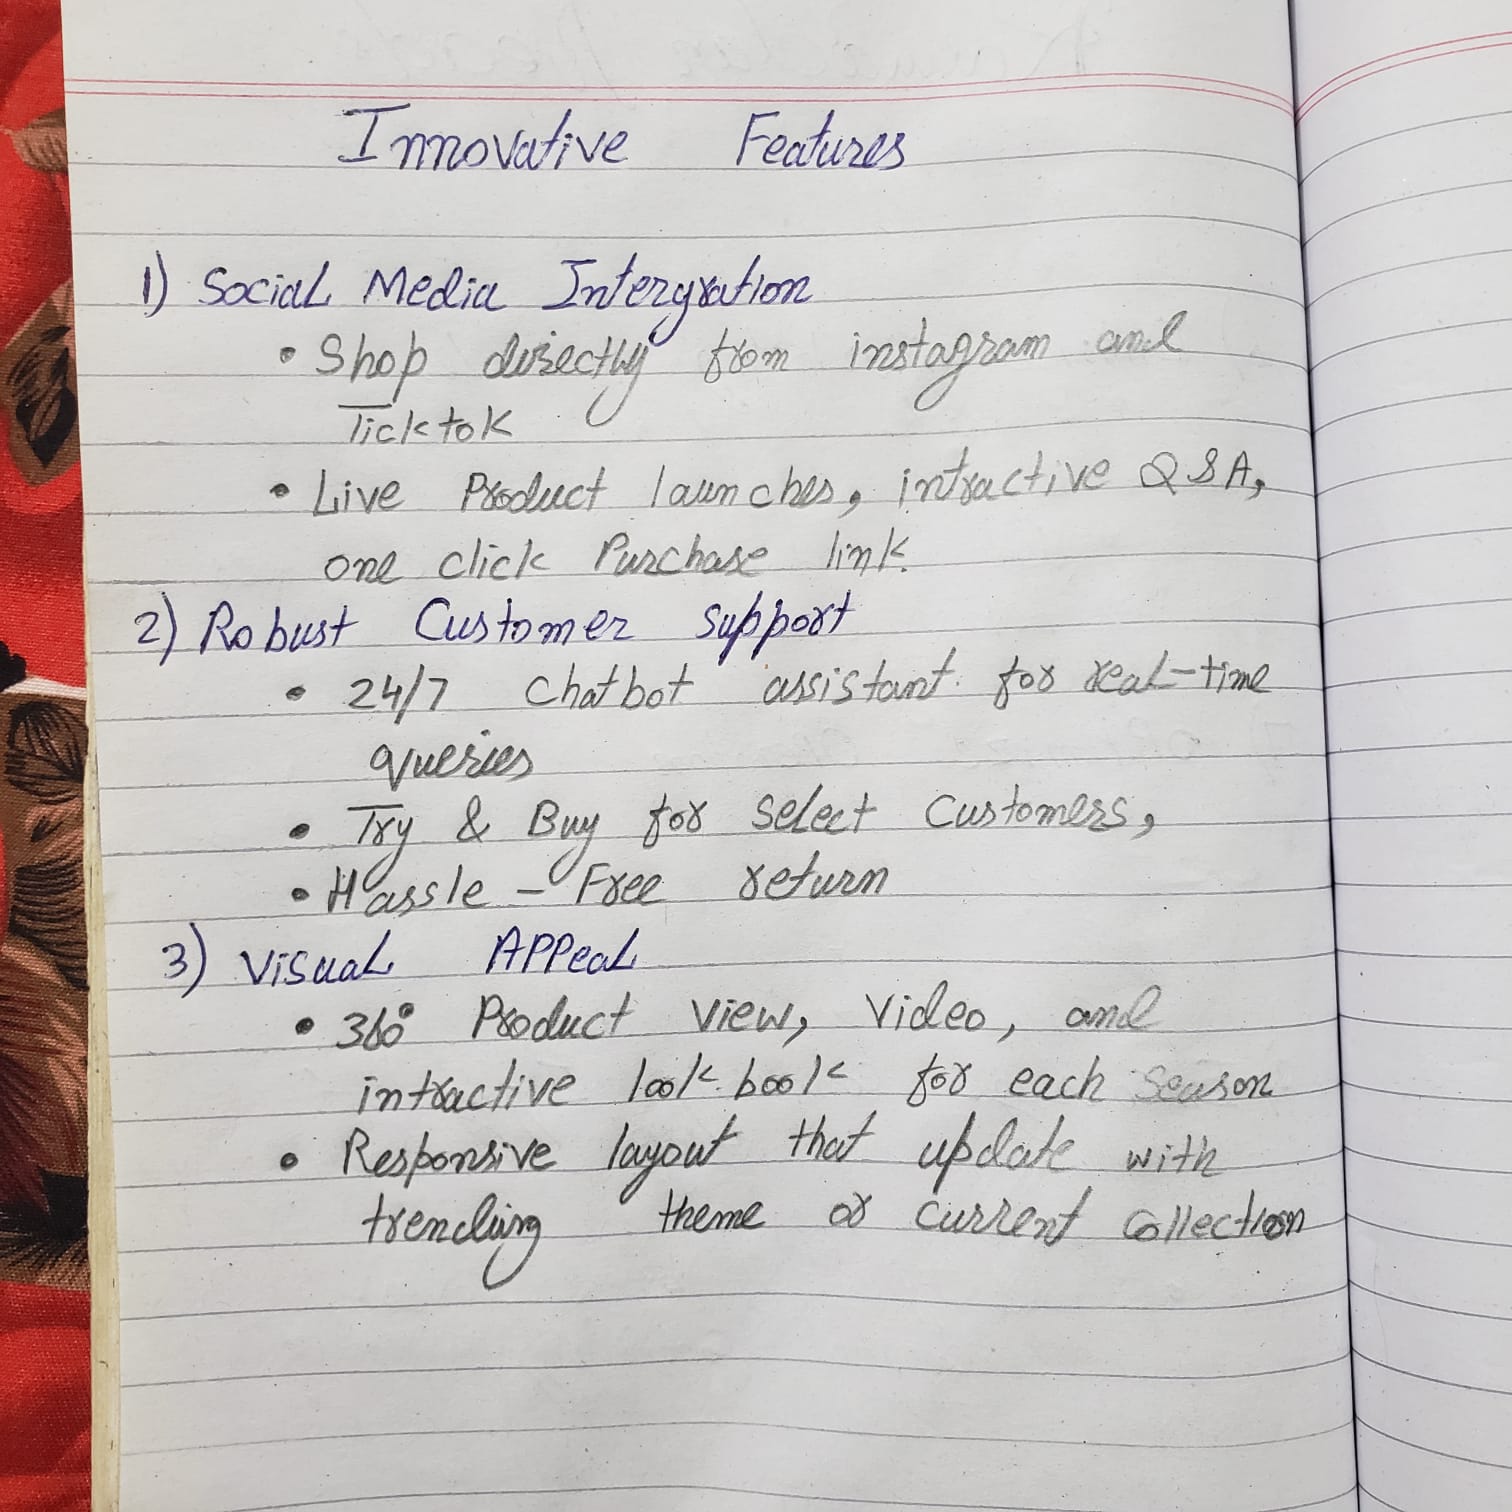 Innovative Features
1) Social Media Intergration
• Shop directly from instagram and
Ticktok
• Live Product launches, intractive Q&A,
one click Purchase link.
2) Robust Customer Support
• 24/7 Chatbot assistant for real-time
queries
• Try & Buy for Select Customers,
• Hassle - Free return
3) Visual Appeal
• 360° Product View, Video, and
intractive look book for each Season
• Responsive layout that update with
trending theme or current Collection